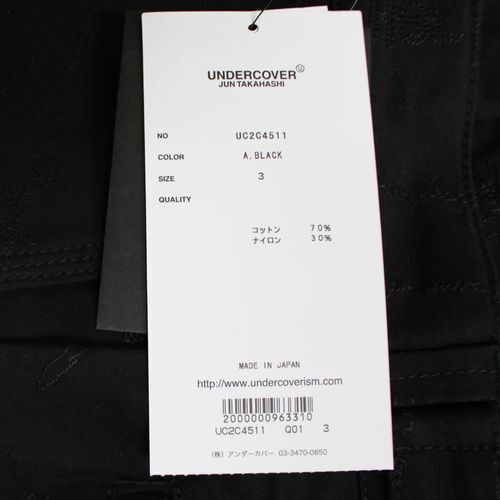 UNDERCOVER
JUN TAKAHASHI
NO UC2C4511
COLOR A.BLACK
SIZE 3
QUALITY
コットン 70%
ナイロン 30%
MADE IN JAPAN
http://www.undercoverism.com
2000000963310
UC2C4511 Q01 3
(株) アンダーカバー 03-3470-0850